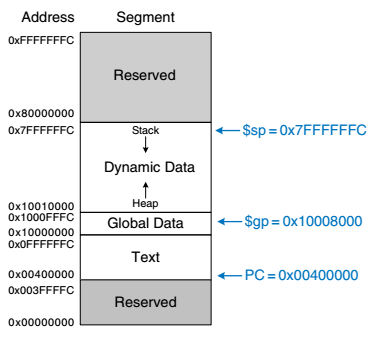 Address Segment
0xFFFFFFFC
Reserved
0x80000000
0x7FFFFFFC Stack $sp = 0x7FFFFFFC
Dynamic Data
0x10010000 Heap
0x1000FFFC
Global Data $gp = 0x10008000
0x10000000
0x0FFFFFFC
Text
0x00400000 PC = 0x00400000
0x003FFFFC
Reserved
0x00000000